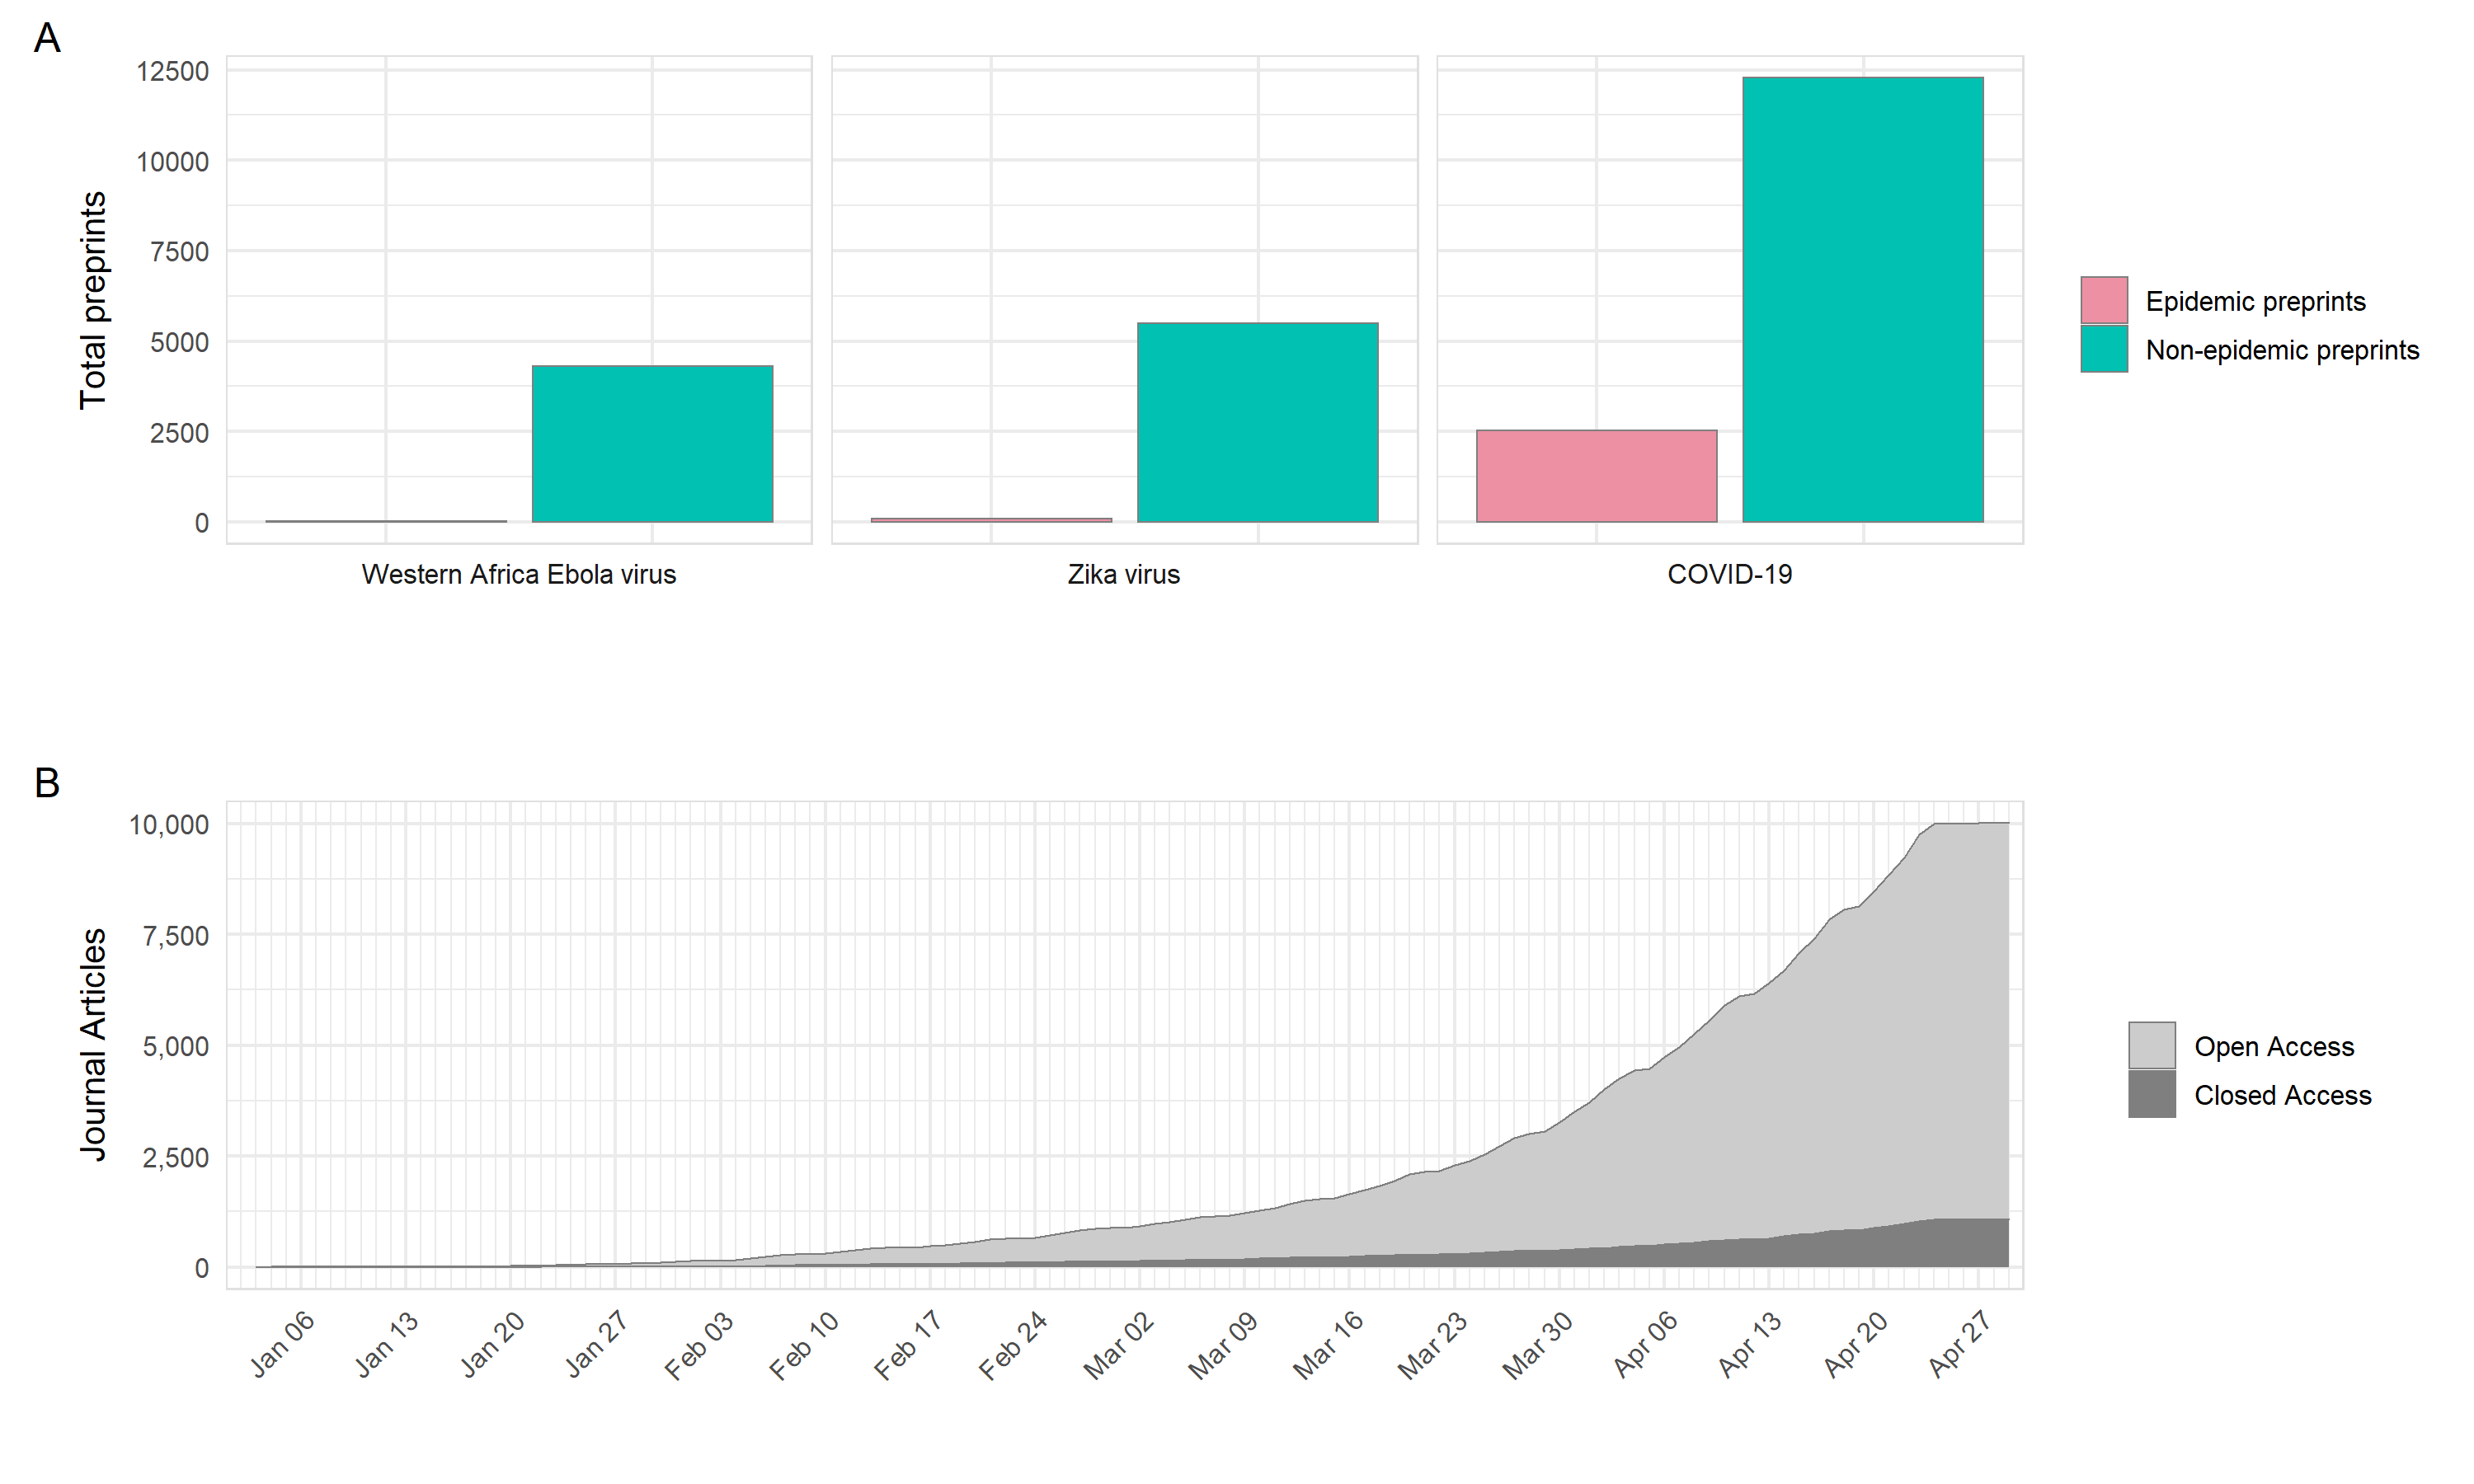 A
Total preprints
12500
10000
7500
5000
2500
0
Western Africa Ebola virus
Zika virus
COVID-19
Epidemic preprints
Non-epidemic preprints
B
Journal Articles
10,000
7,500
5,000
2,500
0
Jan 06
Jan 13
Jan 20
Jan 27
Feb 03
Feb 10
Feb 17
Feb 24
Mar 02
Mar 09
Mar 16
Mar 23
Mar 30
Apr 06
Apr 13
Apr 20
Apr 27
Open Access
Closed Access